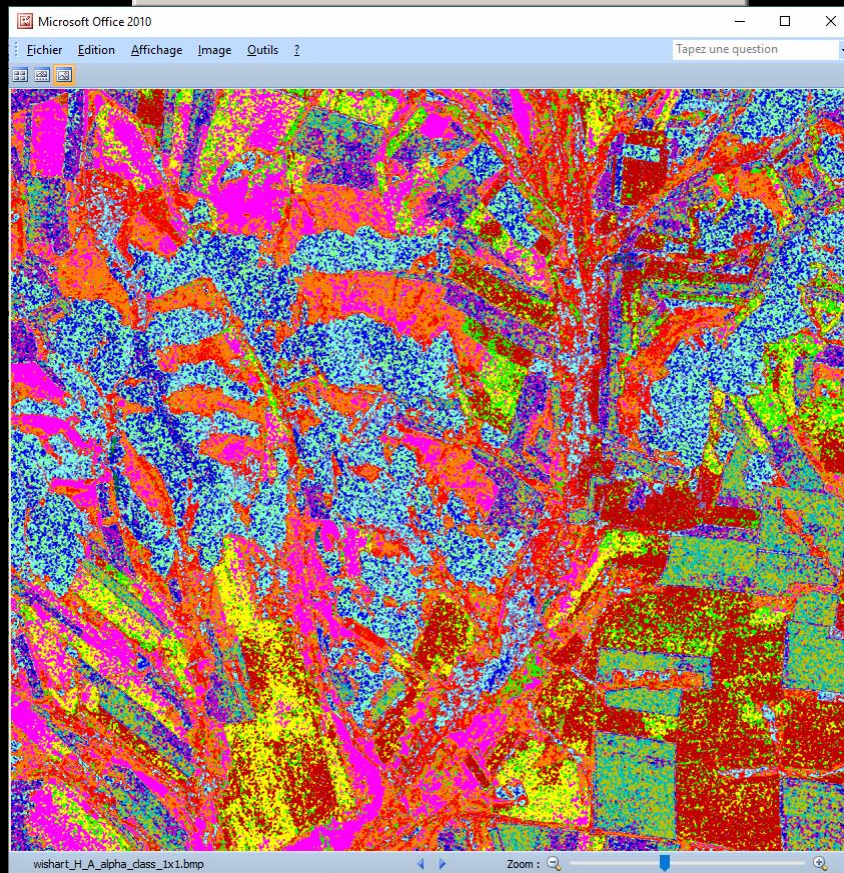 Microsoft Office 2010
Fichier Edition Affichage Image Outils ?
Tapez une question
wishart_H_A_alpha_class_1x1.bmp
Zoom :